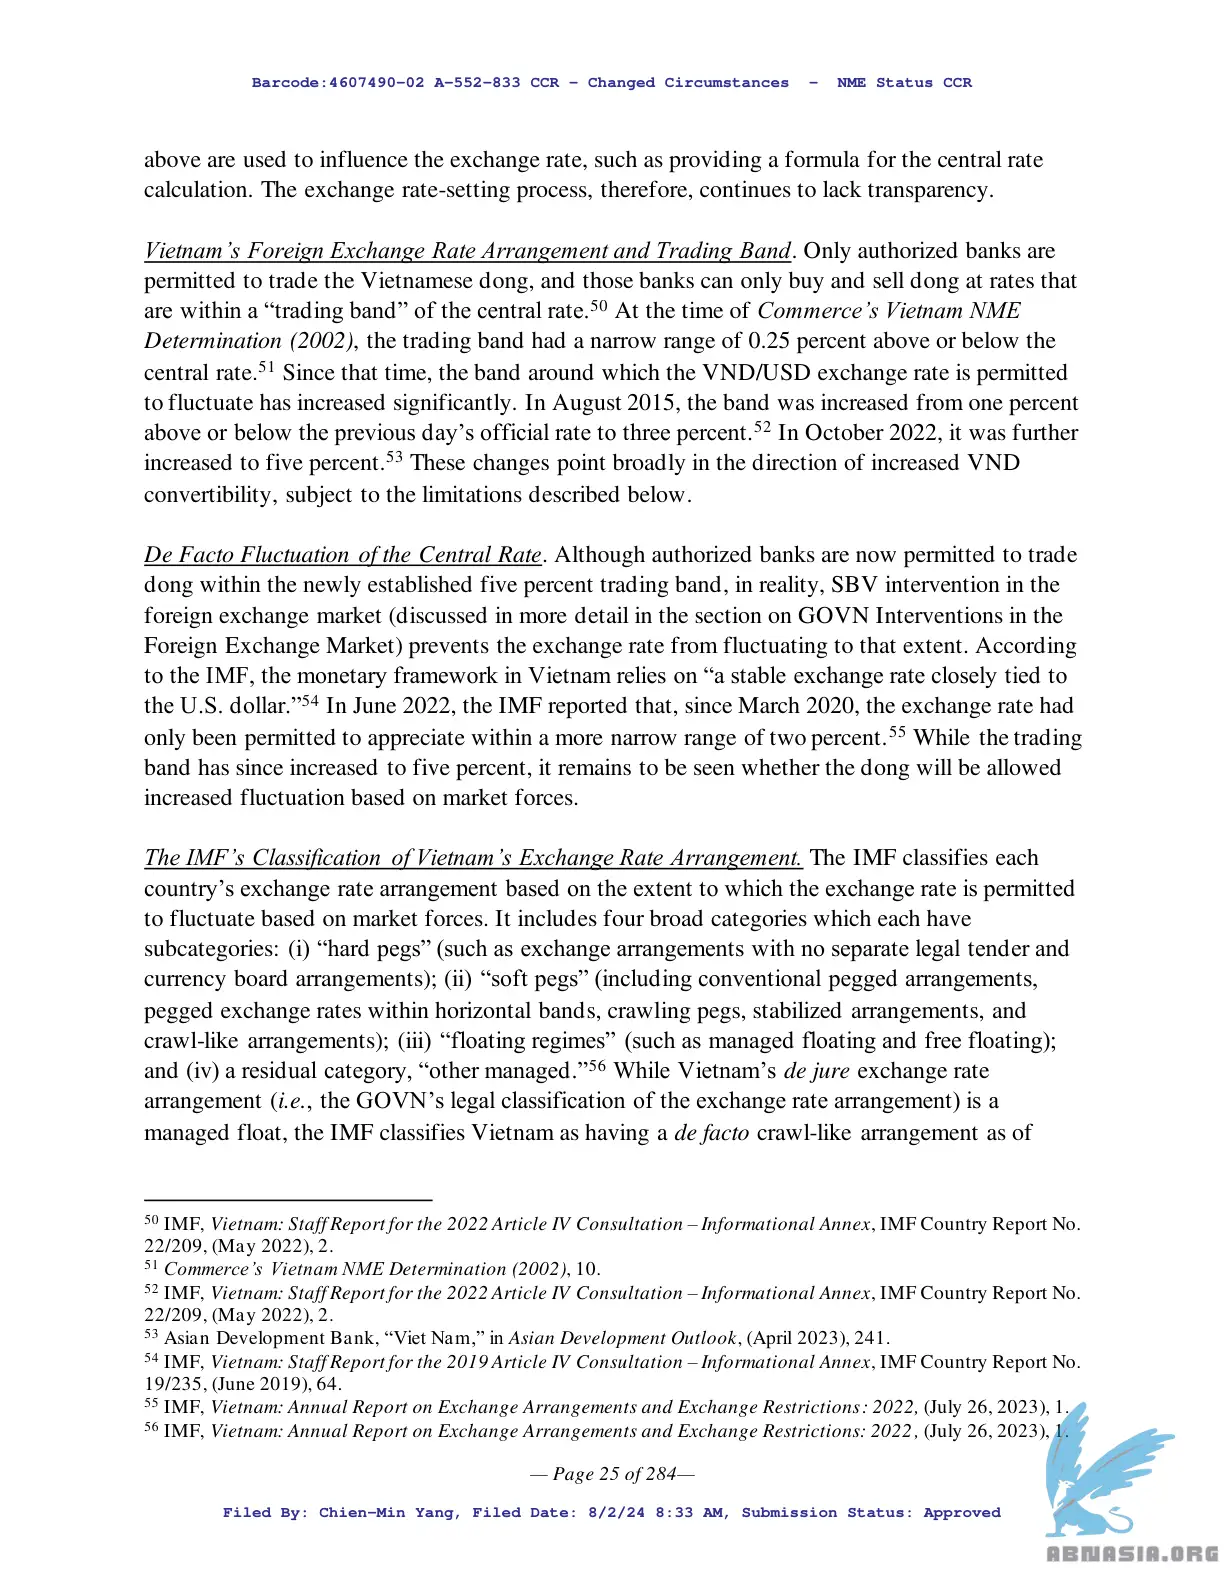 Barcode:4607490-02 A-552-833 CCR - Changed Circumstances  -  NME Status CCR
above are used to influence the exchange rate, such as providing a formula for the central rate
calculation. The exchange rate-setting process, therefore, continues to lack transparency.
Vietnam’s Foreign Exchange Rate Arrangement and Trading Band. Only authorized banks are
permitted to trade the Vietnamese dong, and those banks can only buy and sell dong at rates that
are within a “trading band” of the central rate.50 At the time of Commerce’s Vietnam NME
Determination (2002), the trading band had a narrow range of 0.25 percent above or below the
central rate.51 Since that time, the band around which the VND/USD exchange rate is permitted
to fluctuate has increased significantly. In August 2015, the band was increased from one percent
above or below the previous day’s official rate to three percent.52 In October 2022, it was further
increased to five percent.53 These changes point broadly in the direction of increased VND
convertibility, subject to the limitations described below.
De Facto Fluctuation of the Central Rate. Although authorized banks are now permitted to trade
dong within the newly established five percent trading band, in reality, SBV intervention in the
foreign exchange market (discussed in more detail in the section on GOVN Interventions in the
Foreign Exchange Market) prevents the exchange rate from fluctuating to that extent. According
to the IMF, the monetary framework in Vietnam relies on “a stable exchange rate closely tied to
the U.S. dollar.”54 In June 2022, the IMF reported that, since March 2020, the exchange rate had
only been permitted to appreciate within a more narrow range of two percent.55 While the trading
band has since increased to five percent, it remains to be seen whether the dong will be allowed
increased fluctuation based on market forces.
The IMF’s Classification of Vietnam’s Exchange Rate Arrangement. The IMF classifies each
country’s exchange rate arrangement based on the extent to which the exchange rate is permitted
to fluctuate based on market forces. It includes four broad categories which each have
subcategories: (i) “hard pegs” (such as exchange arrangements with no separate legal tender and
currency board arrangements); (ii) “soft pegs” (including conventional pegged arrangements,
pegged exchange rates within horizontal bands, crawling pegs, stabilized arrangements, and
crawl-like arrangements); (iii) “floating regimes” (such as managed floating and free floating);
and (iv) a residual category, “other managed.”56 While Vietnam’s de jure exchange rate
arrangement (i.e., the GOVN’s legal classification of the exchange rate arrangement) is a
managed float, the IMF classifies Vietnam as having a de facto crawl-like arrangement as of
50 IMF, Vietnam: Staff Report for the 2022 Article IV Consultation – Informational Annex, IMF Country Report No.
22/209, (May 2022), 2.
51 Commerce’s Vietnam NME Determination (2002), 10.
52 IMF, Vietnam: Staff Report for the 2022 Article IV Consultation – Informational Annex, IMF Country Report No.
22/209, (May 2022), 2.
53 Asian Development Bank, “Viet Nam,” in Asian Development Outlook, (April 2023), 241.
54 IMF, Vietnam: Staff Report for the 2019 Article IV Consultation – Informational Annex, IMF Country Report No.
19/235, (June 2019), 64.
55 IMF, Vietnam: Annual Report on Exchange Arrangements and Exchange Restrictions: 2022, (July 26, 2023), 1.
56 IMF, Vietnam: Annual Report on Exchange Arrangements and Exchange Restrictions: 2022, (July 26, 2023), 1.
— Page 25 of 284—
Filed By: Chien-Min Yang, Filed Date: 8/2/24 8:33 AM, Submission Status: Approved
ABNASIA.ORG